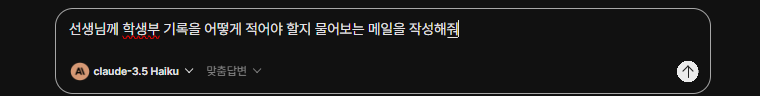 선생님께 학생부 기록을 어떻게 적어야 할지 물어보는 메일을 작성해줘
claude-3.5 Haiku 맞춤답변